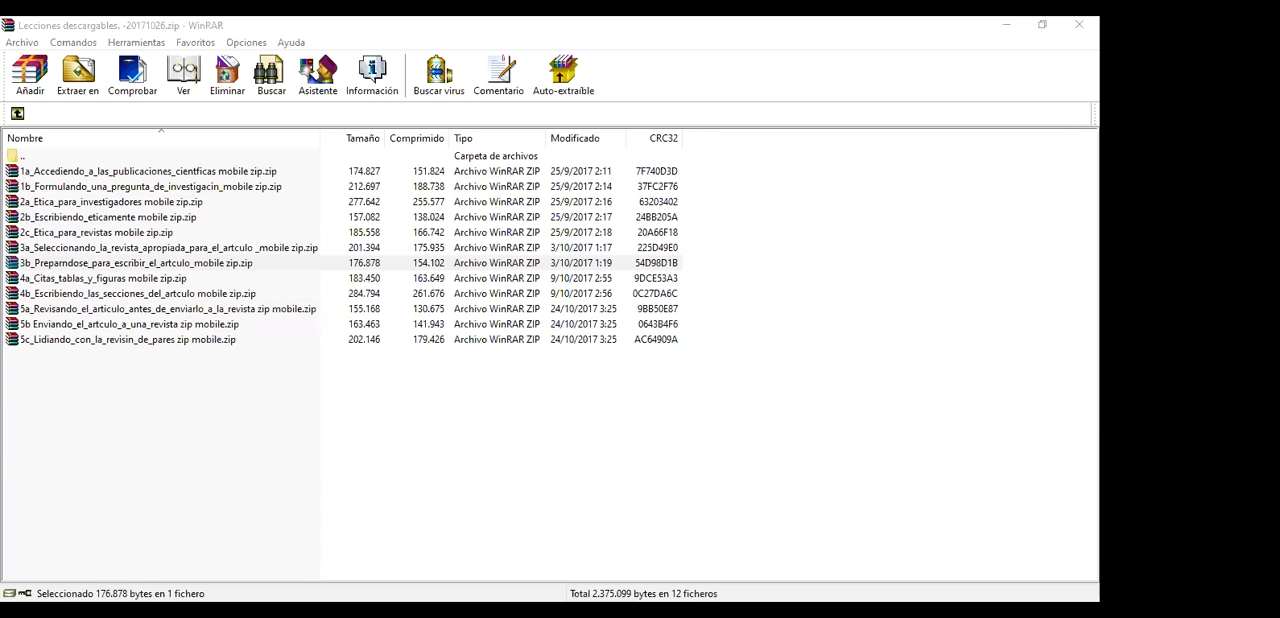 Lecciones descargables. -20171026.zip - WinRAR
Archivo Comandos Herramientas Favoritos Opciones Ayuda
Añadir Extraer en Comprobar Ver Eliminar Buscar Asistente Información Buscar virus Comentario Auto-extraíble
Nombre Tamaño Comprimido Tipo Modificado CRC32
.. Carpeta de archivos
1a_Accediendo_a_las_publicaciones_cientficas mobile zip.zip 174.827 151.824 Archivo WinRAR ZIP 25/9/2017 2:11 7F740D3D
1b_Formulando_una_pregunta_de_investigacin_mobile zip.zip 212.697 188.738 Archivo WinRAR ZIP 25/9/2017 2:14 37FC2F76
2a_Etica_para_investigadores mobile zip.zip 277.642 255.577 Archivo WinRAR ZIP 25/9/2017 2:16 63203402
2b_Escribiendo_eticamente mobile zip.zip 157.082 138.024 Archivo WinRAR ZIP 25/9/2017 2:17 24BB205A
2c_Etica_para_revistas mobile zip.zip 185.558 166.742 Archivo WinRAR ZIP 25/9/2017 2:18 20A66F18
3a_Seleccionando_la_revista_apropiada_para_el_artculo _mobile zip.zip 201.394 175.935 Archivo WinRAR ZIP 3/10/2017 1:17 225D49E0
3b_Preparndose_para_escribir_el_artculo_mobile zip.zip 176.878 154.102 Archivo WinRAR ZIP 3/10/2017 1:19 54D98D1B
4a_Citas_tablas_y_figuras mobile zip.zip 183.450 163.649 Archivo WinRAR ZIP 9/10/2017 2:55 9DCE53A3
4b_Escribiendo_las_secciones_del_artculo mobile zip.zip 284.794 261.676 Archivo WinRAR ZIP 9/10/2017 2:56 0C27DA6C
5a_Revisando_el_articulo_antes_de_enviarlo_a_la_revista zip mobile.zip 155.168 130.675 Archivo WinRAR ZIP 24/10/2017 3:25 9BB50E87
5b Enviando_el_artculo_a_una_revista zip mobile.zip 163.463 141.943 Archivo WinRAR ZIP 24/10/2017 3:25 0643B4F6
5c_Lidiando_con_la_revisin_de_pares zip mobile.zip 202.146 179.426 Archivo WinRAR ZIP 24/10/2017 3:25 AC64909A
Seleccionado 176.878 bytes en 1 fichero Total 2.375.099 bytes en 12 ficheros